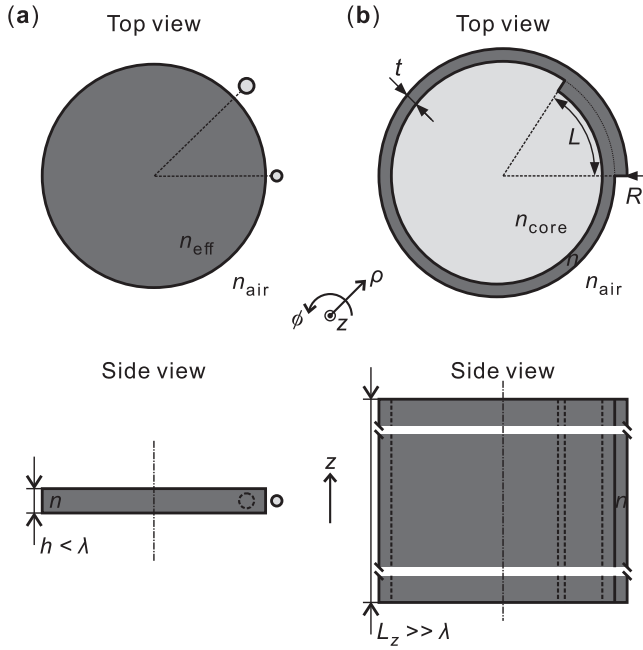 (a)
Top view
n_eff
n_air
(b)
Top view
t
L
R
n_core
n
n_air
ρ
ϕ
z
Side view
n
h < λ
Side view
z
n
L_z >> λ